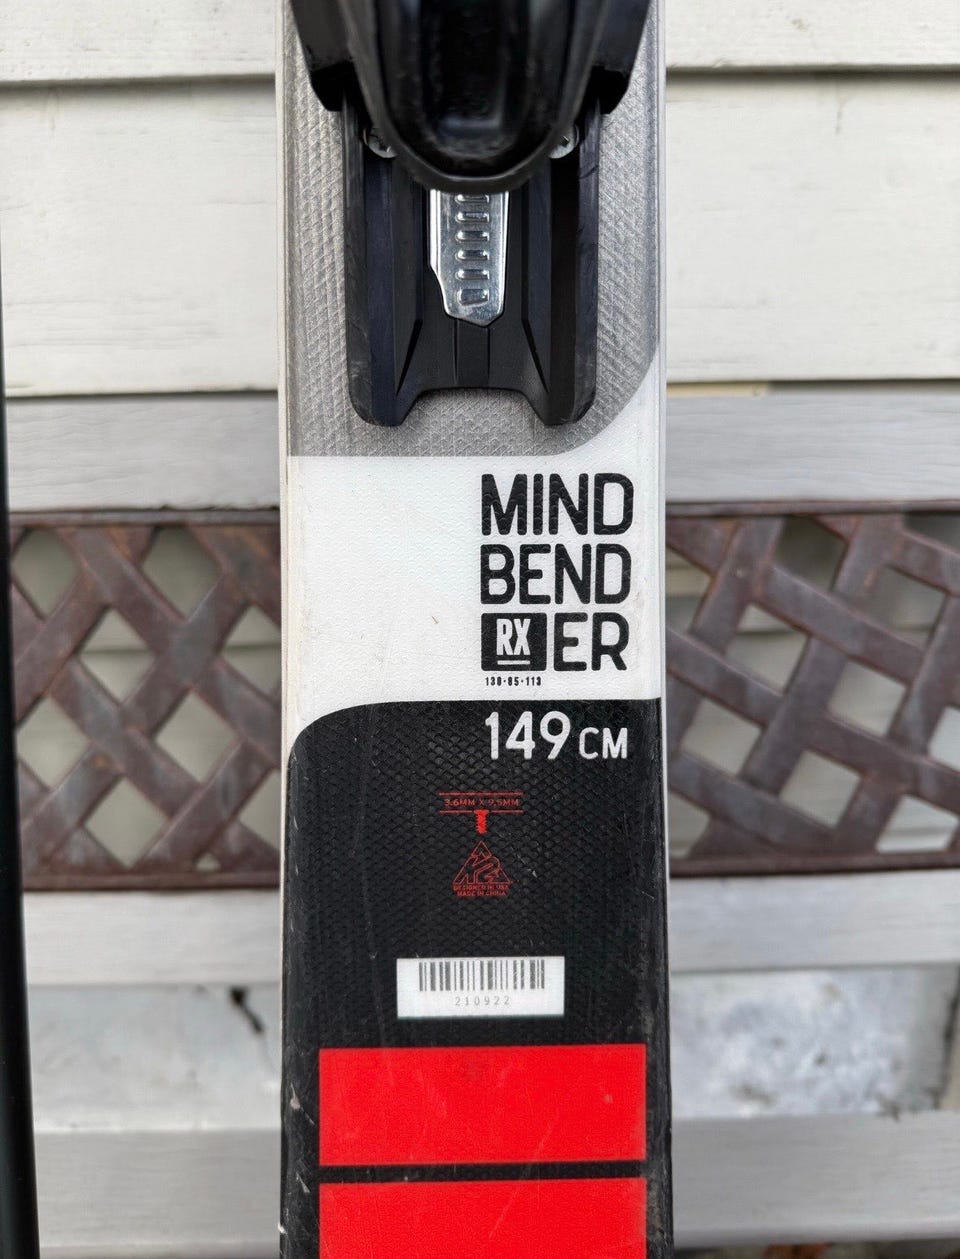 MIND
BEND
RX ER
130-85-113
149 CM
3.6MM X 9.5MM
K2
DESIGNED IN USA
MADE IN CHINA
210922